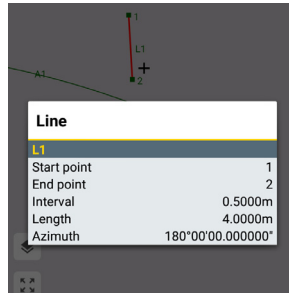 1
L1
2
A1
Line
L1
Start point 1
End point 2
Interval 0.5000m
Length 4.0000m
Azimuth 180°00'00.000000"